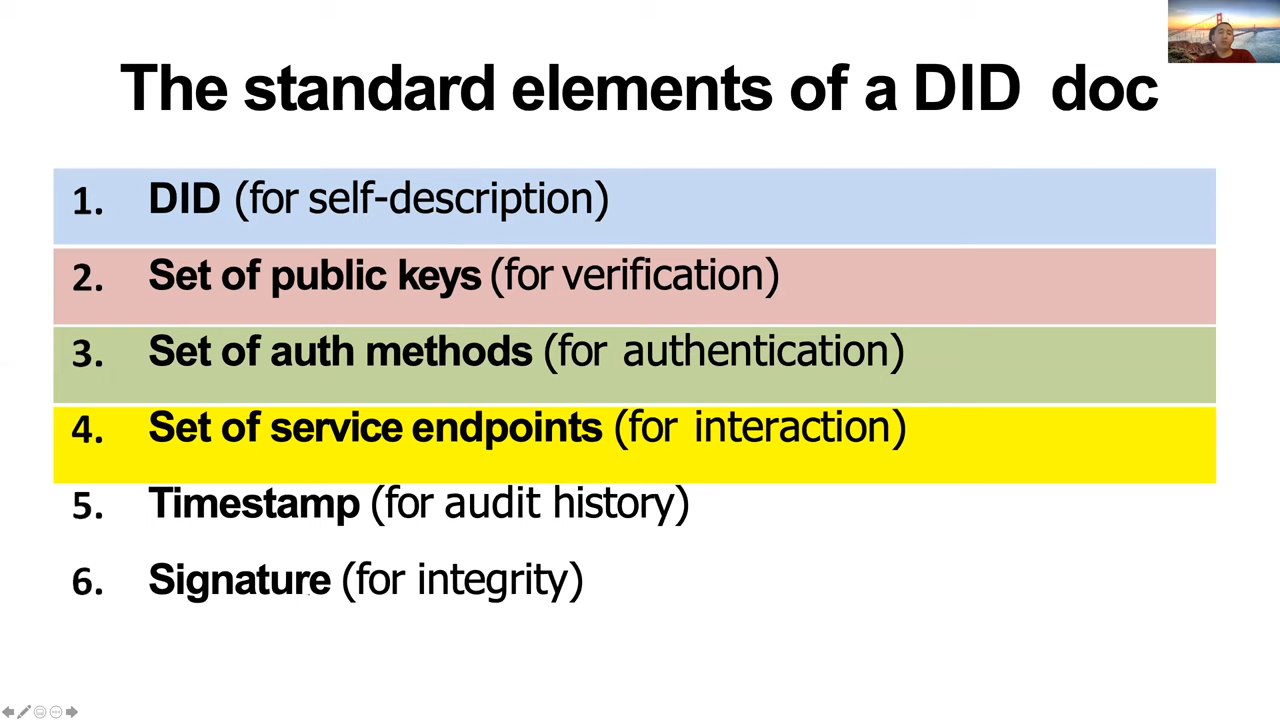 The standard elements of a DID doc
1. DID (for self-description)
2. Set of public keys (for verification)
3. Set of auth methods (for authentication)
4. Set of service endpoints (for interaction)
5. Timestamp (for audit history)
6. Signature (for integrity)